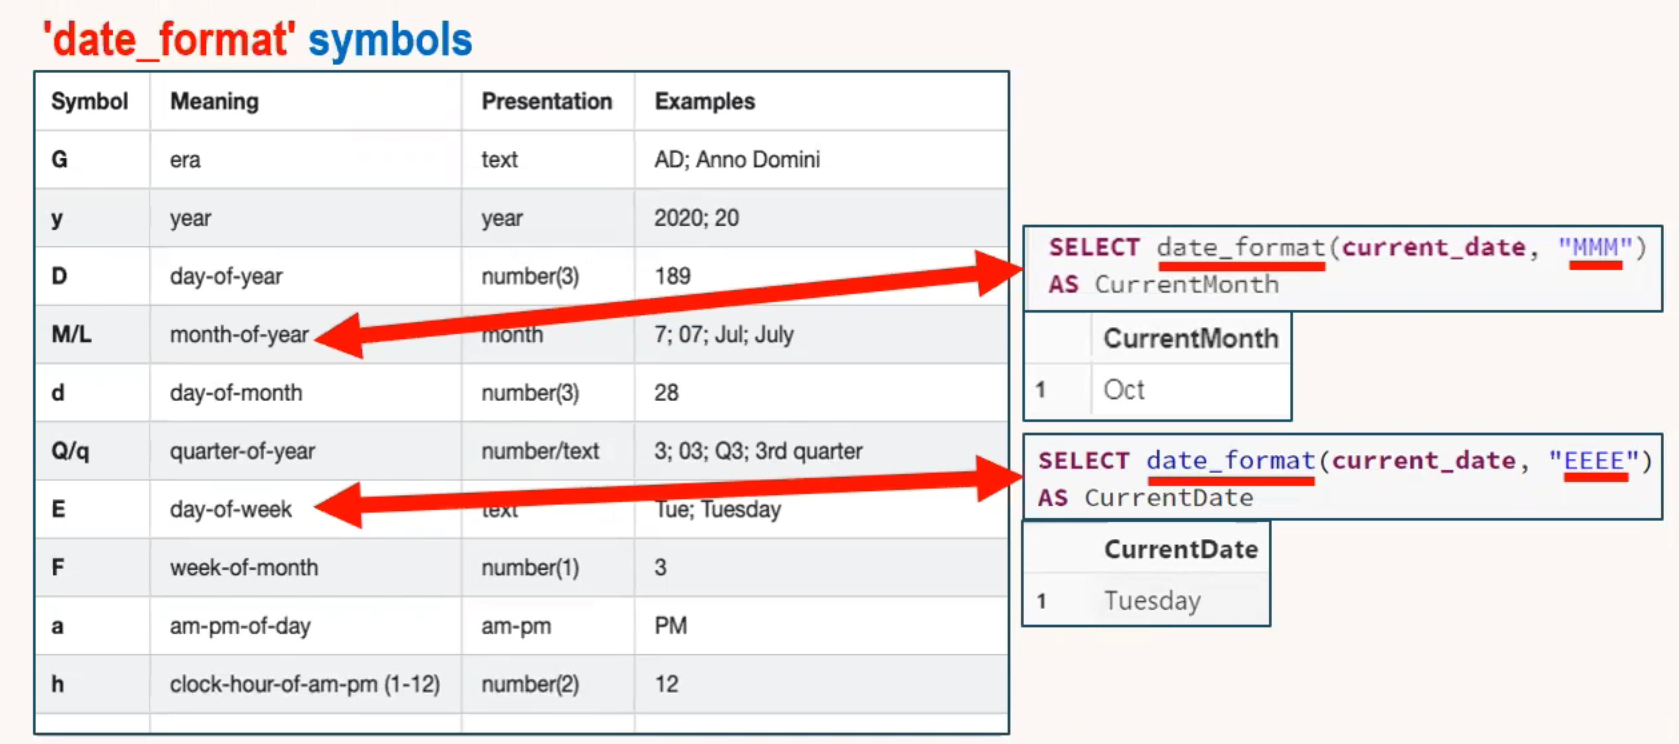 'date_format' symbols
Symbol Meaning Presentation Examples
G era text AD; Anno Domini
y year year 2020; 20
D day-of-year number(3) 189
M/L month-of-year month 7; 07; Jul; July
d day-of-month number(3) 28
Q/q quarter-of-year number/text 3; 03; Q3; 3rd quarter
E day-of-week text Tue; Tuesday
F week-of-month number(1) 3
a am-pm-of-day am-pm PM
h clock-hour-of-am-pm (1-12) number(2) 12
SELECT date_format(current_date, "MMM")
AS CurrentMonth
CurrentMonth
1 Oct
SELECT date_format(current_date, "EEEE")
AS CurrentDate
CurrentDate
1 Tuesday